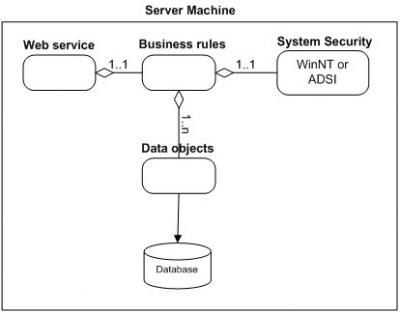 Server Machine
Web service
Business rules
System Security
1..1
1..1
WinNT or
ADSI
1..n
Data objects
Database